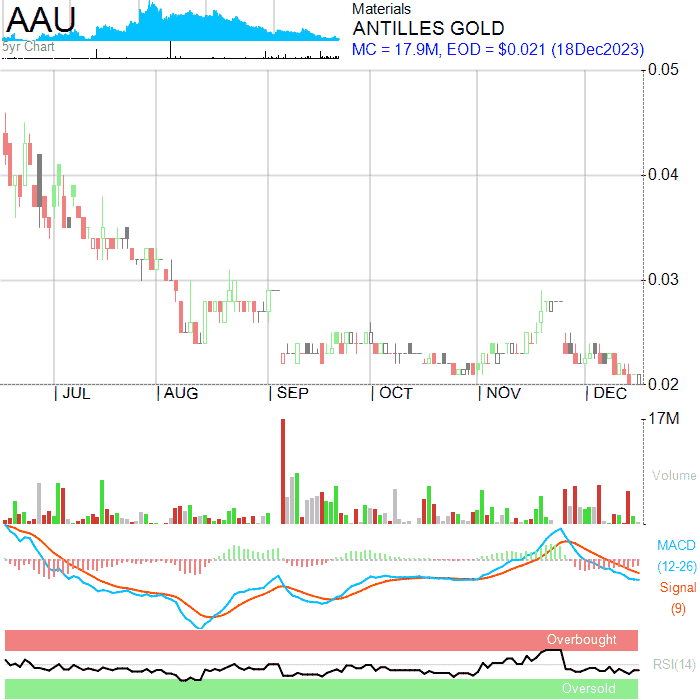 AAU
5yr Chart
Materials
ANTILLES GOLD
MC = 17.9M, EOD = $0.021 (18Dec2023)
0.05
0.04
0.03
0.02
JUL AUG SEP OCT NOV DEC
17M
Volume
MACD
(12-26)
Signal
(9)
Overbought
RSI(14)
Oversold